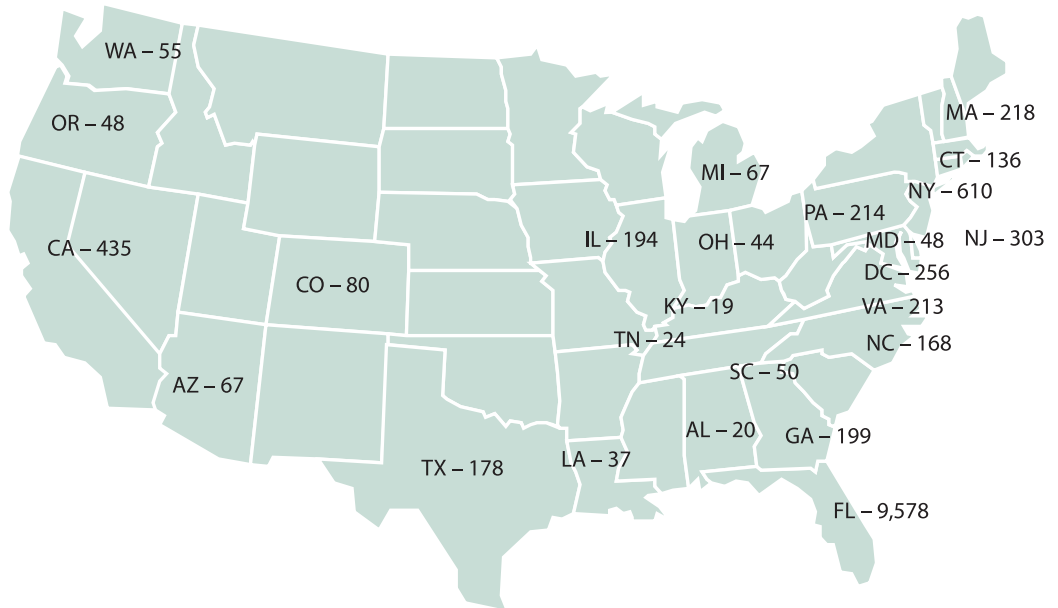 WA – 55
OR – 48
MA – 218
CT – 136
MI – 67
NY – 610
PA – 214
CA – 435
IL – 194
OH – 44
MD – 48
NJ – 303
DC – 256
CO – 80
KY – 19
VA – 213
TN – 24
NC – 168
SC – 50
AZ – 67
AL – 20
GA – 199
TX – 178
LA – 37
FL – 9,578